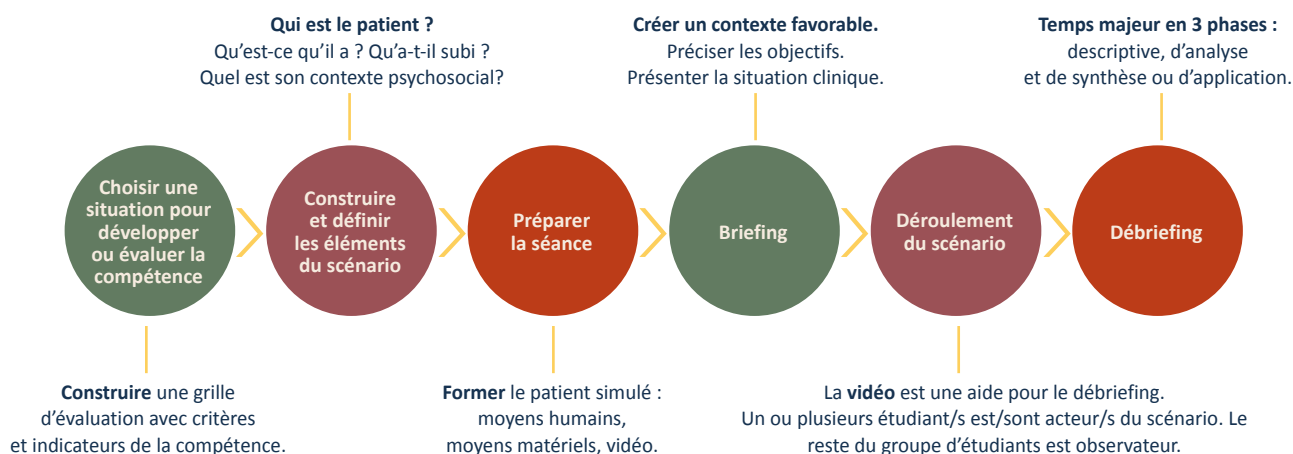 Qui est le patient ?
Qu’est-ce qu’il a ? Qu’a-t-il subi ?
Quel est son contexte psychosocial?
Créer un contexte favorable.
Préciser les objectifs.
Présenter la situation clinique.
Temps majeur en 3 phases :
descriptive, d’analyse
et de synthèse ou d’application.
Choisir une
situation pour
développer
ou évaluer la
compétence
Construire
et définir
les éléments
du scénario
Préparer
la séance
Briefing
Déroulement
du scénario
Débriefing
Construire une grille
d’évaluation avec critères
et indicateurs de la compétence.
Former le patient simulé :
moyens humains,
moyens matériels, vidéo.
La vidéo est une aide pour le débriefing.
Un ou plusieurs étudiant/s est/sont acteur/s du scénario. Le
reste du groupe d’étudiants est observateur.